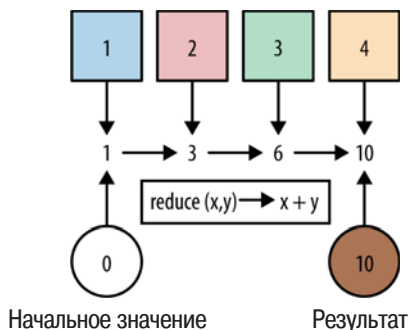 1 2 3 4
1 3 6 10
reduce (x,y) → x + y
0 10
Начальное значение Результат